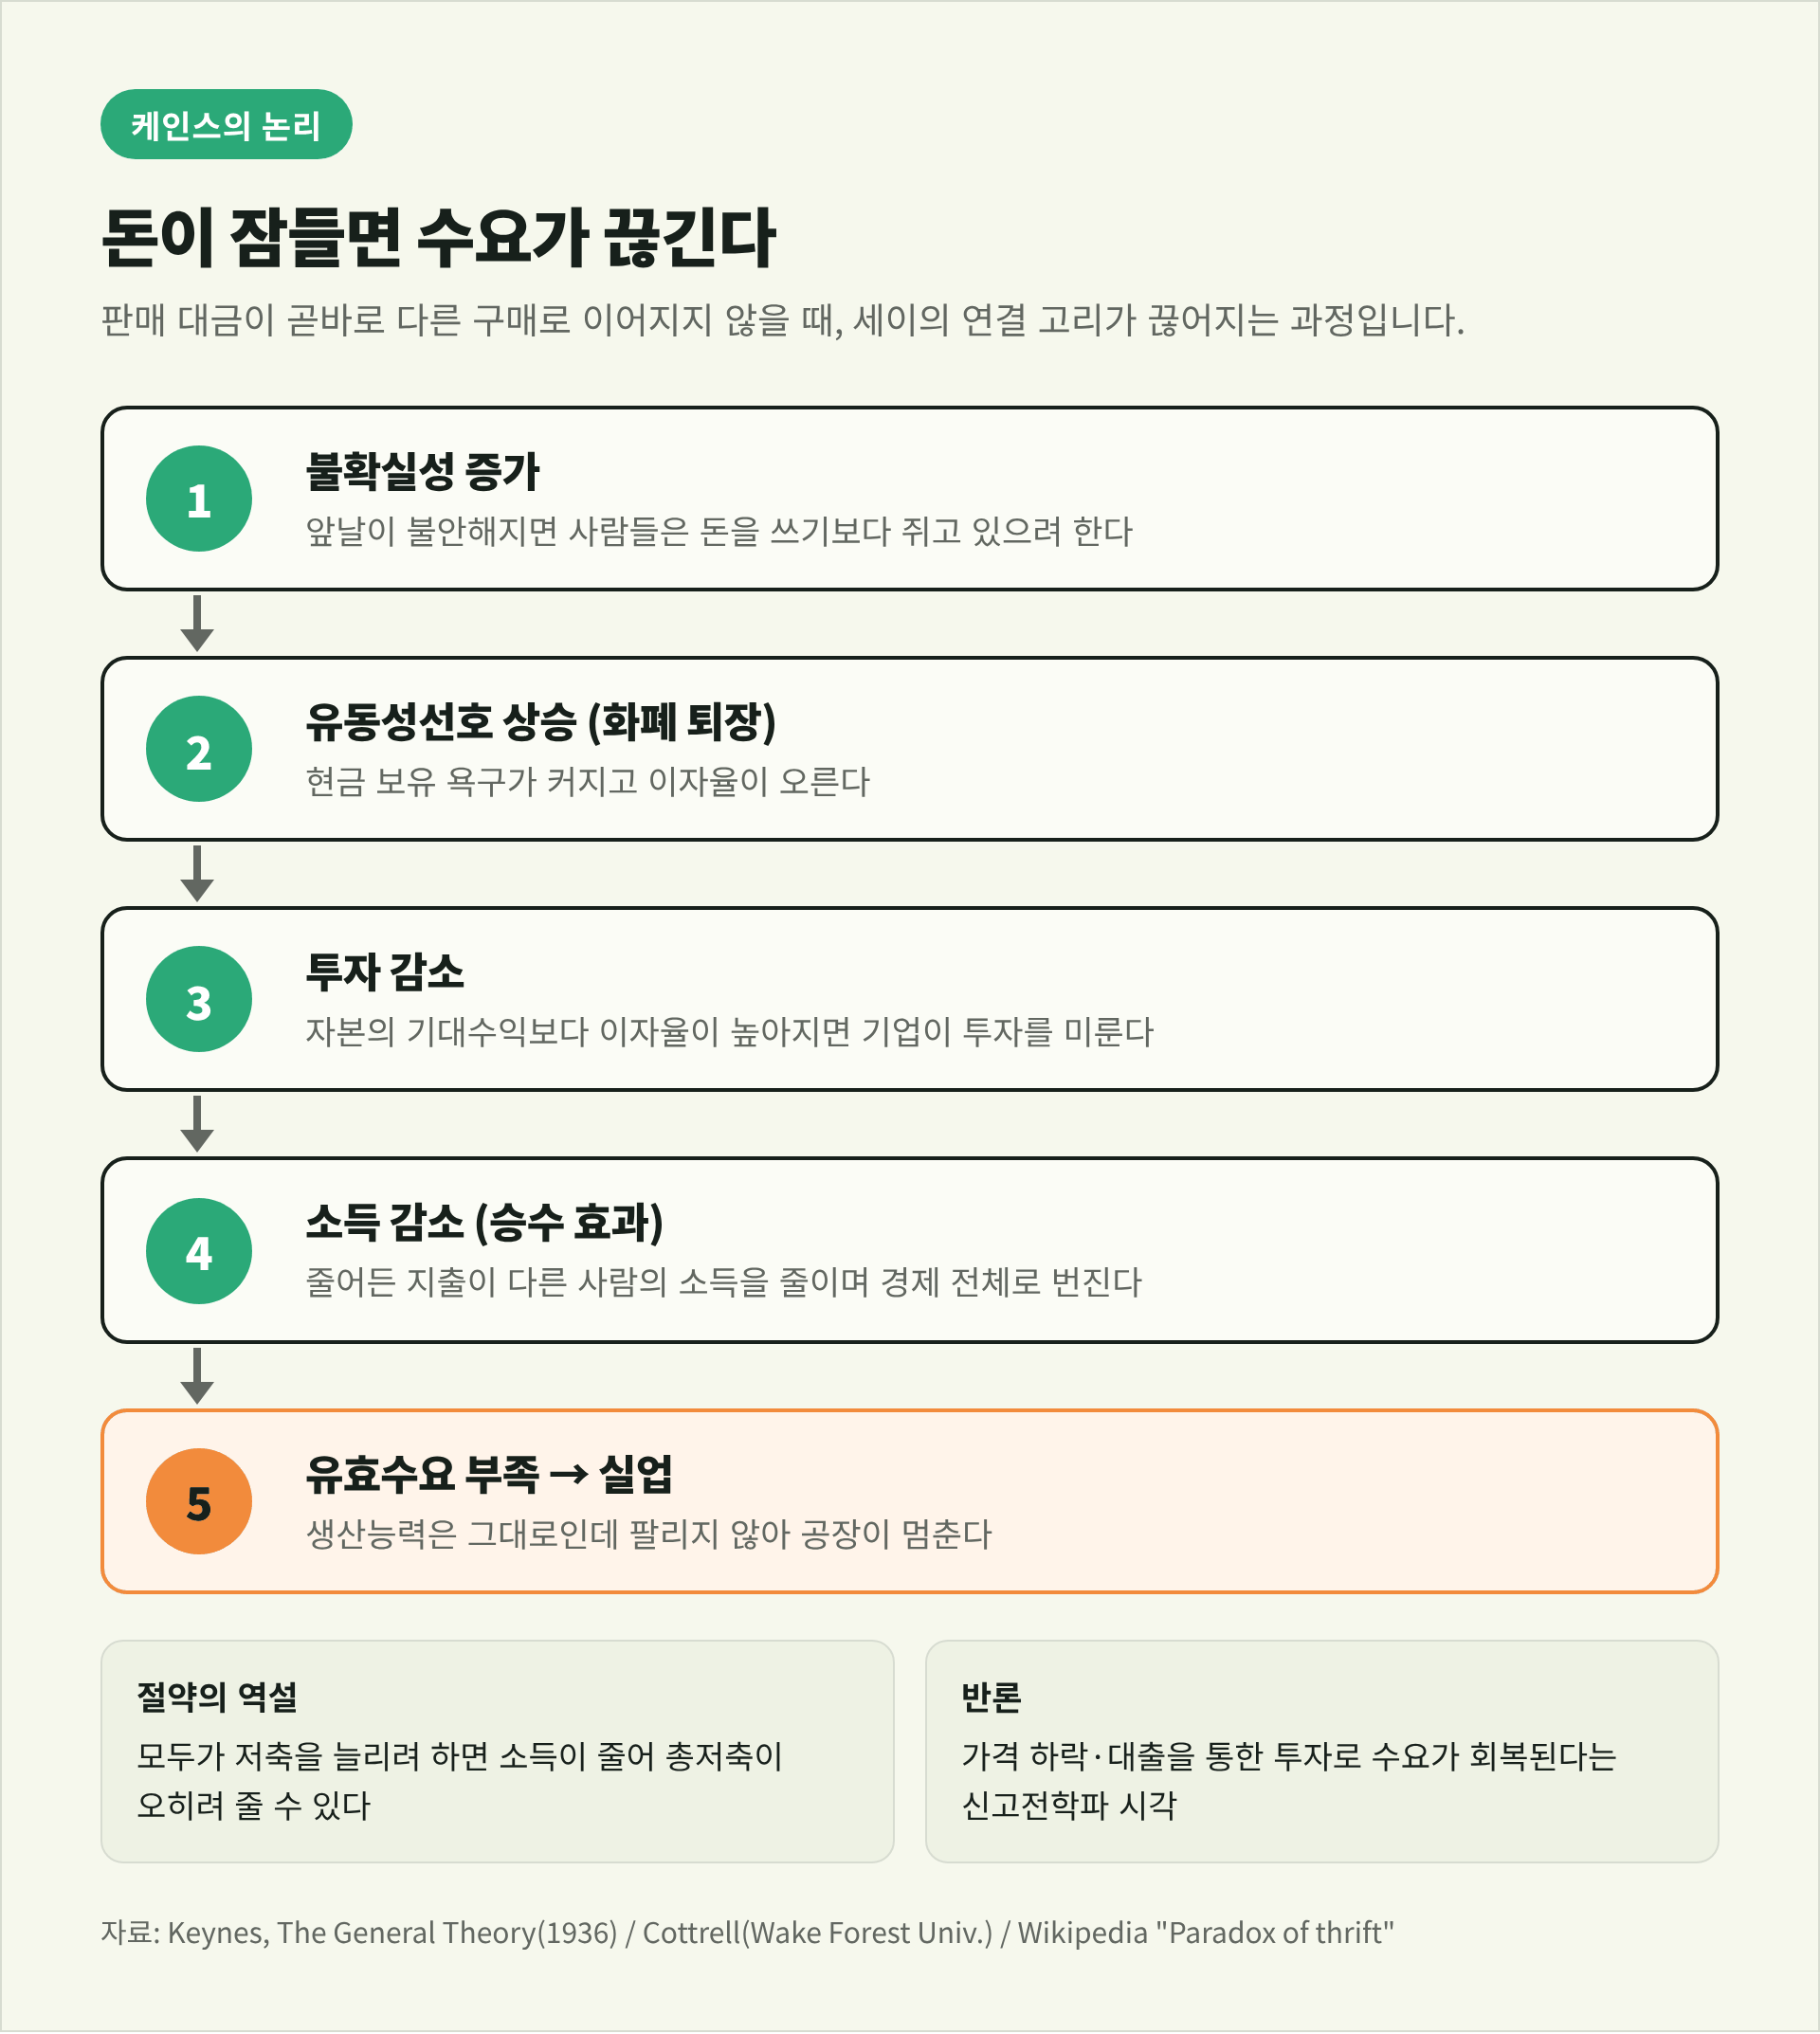 케인스의 논리
돈이 잠들면 수요가 끊긴다
판매 대금이 곧바로 다른 구매로 이어지지 않을 때, 세이의 연결 고리가 끊어지는 과정입니다.
1
불확실성 증가
앞날이 불안해지면 사람들은 돈을 쓰기보다 쥐고 있으려 한다
2
유동성선호 상승 (화폐 퇴장)
현금 보유 욕구가 커지고 이자율이 오른다
3
투자 감소
자본의 기대수익보다 이자율이 높아지면 기업이 투자를 미룬다
4
소득 감소 (승수 효과)
줄어든 지출이 다른 사람의 소득을 줄이며 경제 전체로 번진다
5
유효수요 부족 → 실업
생산능력은 그대로인데 팔리지 않아 공장이 멈춘다
절약의 역설
모두가 저축을 늘리려 하면 소득이 줄어 총저축이
오히려 줄 수 있다
반론
가격 하락·대출을 통한 투자로 수요가 회복된다는
신고전학파 시각
자료: Keynes, The General Theory(1936) / Cottrell(Wake Forest Univ.) / Wikipedia "Paradox of thrift"